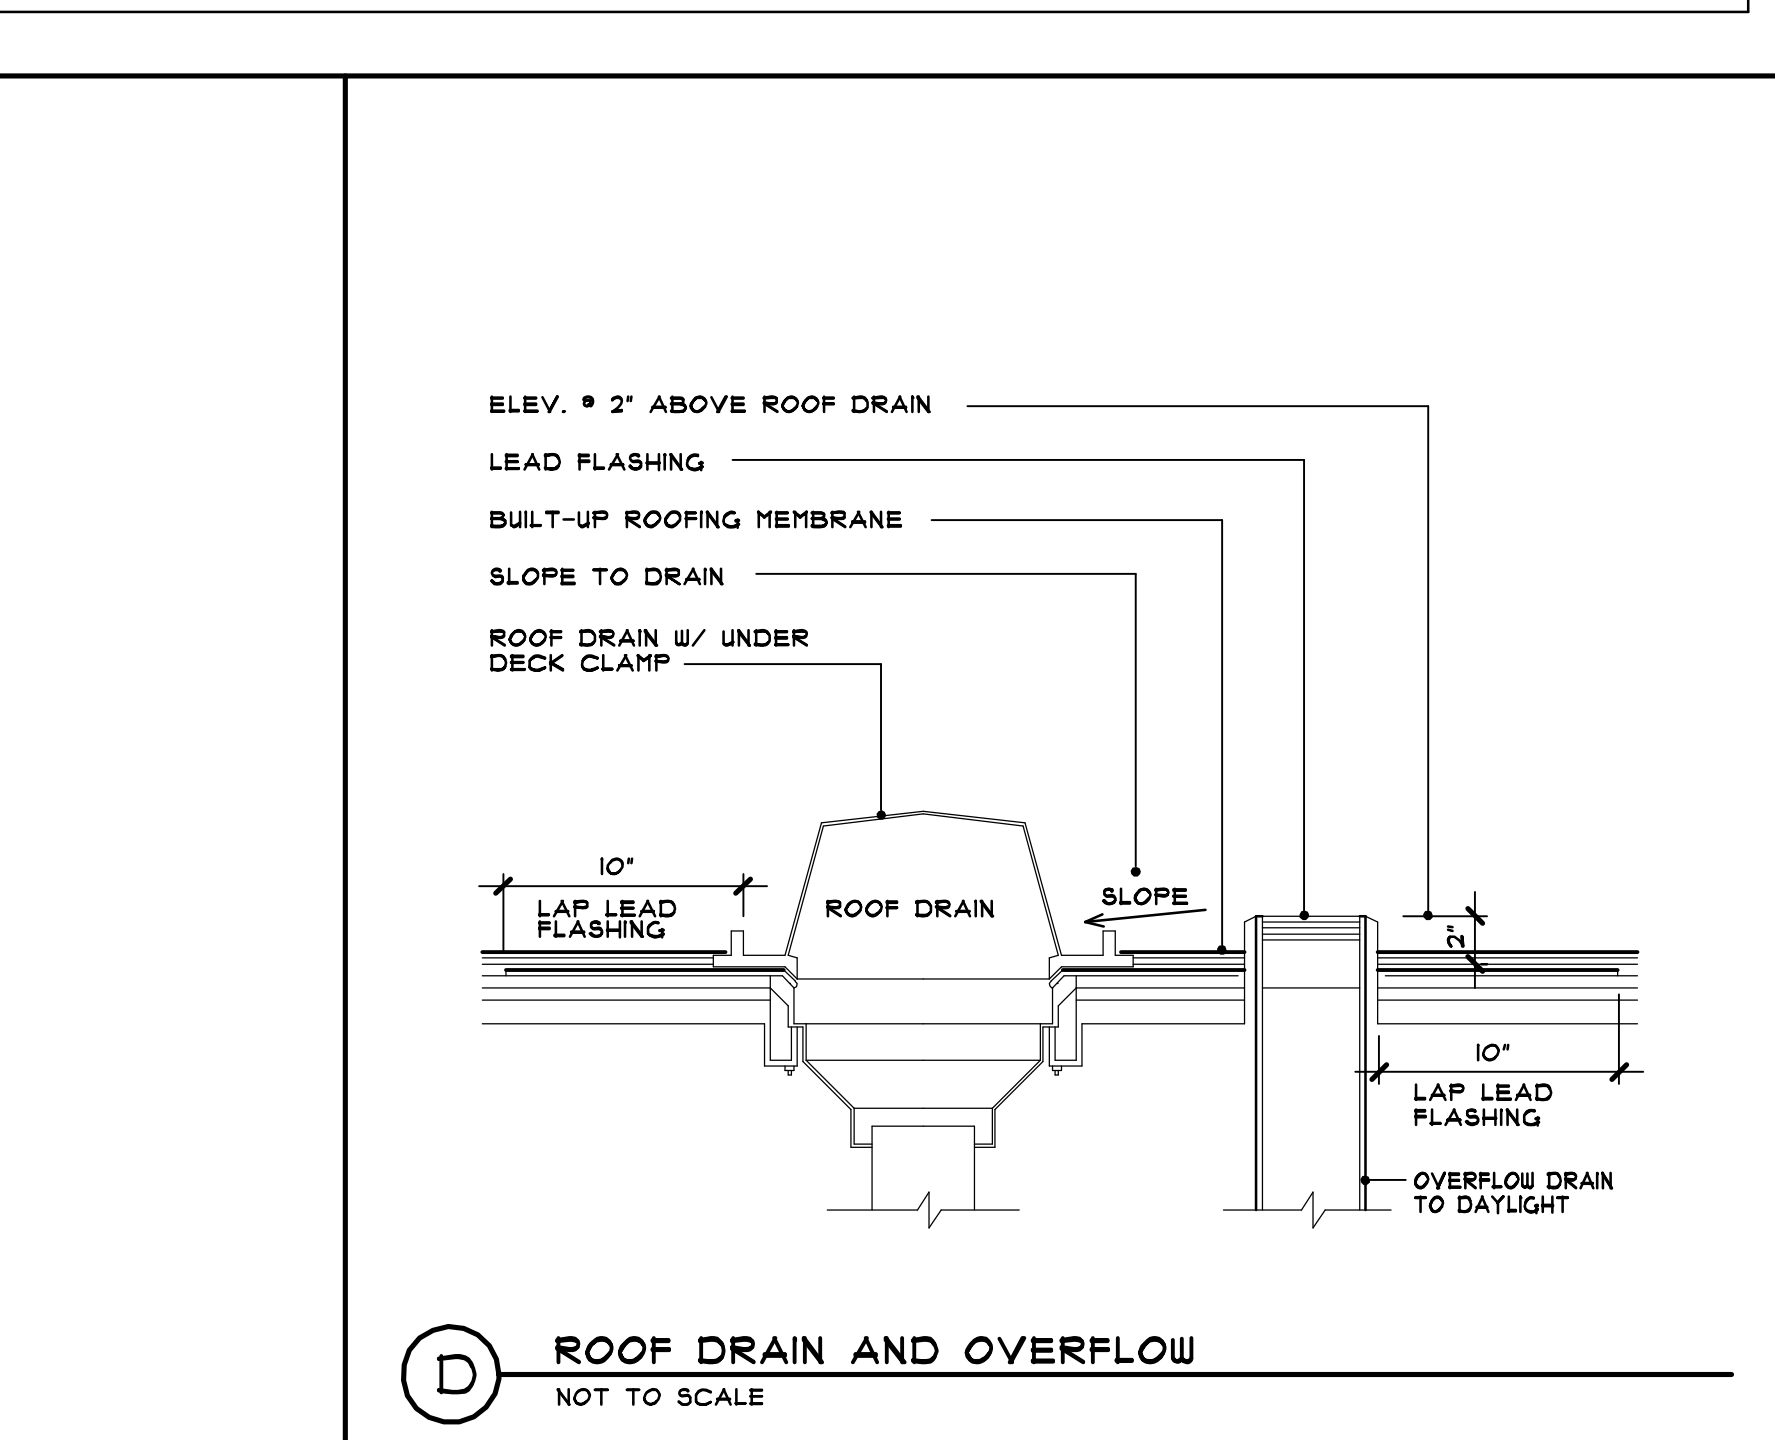 ELEV. @ 2" ABOVE ROOF DRAIN
LEAD FLASHING
BUILT-UP ROOFING MEMBRANE
SLOPE TO DRAIN
ROOF DRAIN W/ UNDER
DECK CLAMP
10"
LAP LEAD
FLASHING
ROOF DRAIN
SLOPE
2"
10"
LAP LEAD
FLASHING
OVERFLOW DRAIN
TO DAYLIGHT
D
ROOF DRAIN AND OVERFLOW
NOT TO SCALE